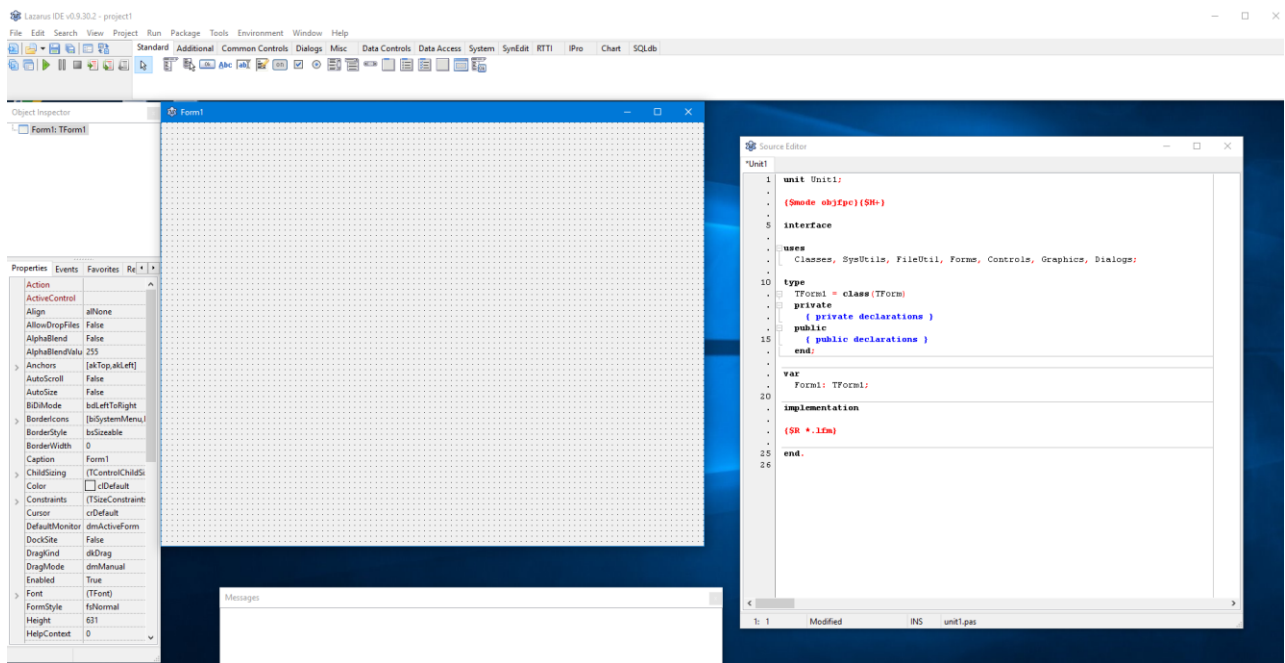 Lazarus IDE v0.9.30.2 - project1
File Edit Search View Project Run Package Tools Environment Window Help
Standard Additional Common Controls Dialogs Misc Data Controls Data Access System SynEdit RTTI IPro Chart SQLdb
Abc
Object Inspector
Form1: TForm1
Properties Events Favorites Re
Action
ActiveControl
Align alNone
AllowDropFiles False
AlphaBlend False
AlphaBlendValu 255
Anchors [akTop,akLeft]
AutoScroll False
AutoSize False
BiDiMode bdLeftToRight
BorderIcons [biSystemMenu,
BorderStyle bsSizeable
BorderWidth 0
Caption Form1
ChildSizing (TControlChildSi
Color clDefault
Constraints (TSizeConstraint
Cursor crDefault
DefaultMonitor dmActiveForm
DockSite False
DragKind dkDrag
DragMode dmManual
Enabled True
Font (TFont)
FormStyle fsNormal
Height 631
HelpContext 0
Form1
Messages
Source Editor
*Unit1
1 unit Unit1;
{$mode objfpc}{$H+}
5 interface
uses
Classes, SysUtils, FileUtil, Forms, Controls, Graphics, Dialogs;
10 type
TForm1 = class(TForm)
private
{ private declarations }
public
15 { public declarations }
end;
var
Form1: TForm1;
20
implementation
{$R *.lfm}
25 end.
26
1: 1 Modified INS unit1.pas